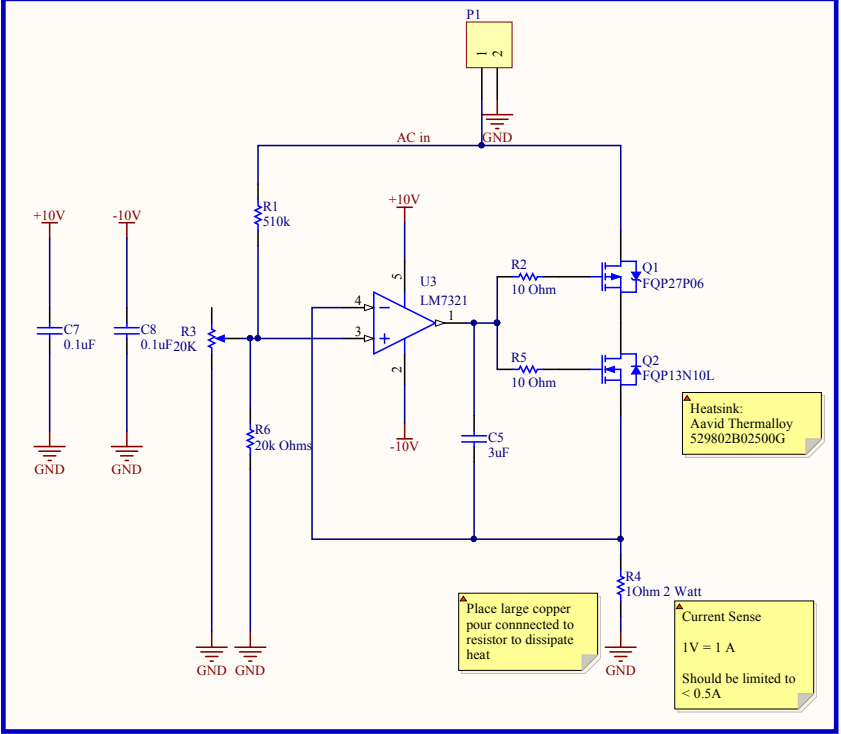 P1
1
2
GND
AC in
R1
510k
+10V
-10V
+10V
U3
LM7321
5
4
3
1
2
-10V
R2
10 Ohm
Q1
FQP27P06
R5
10 Ohm
Q2
FQP13N10L
C7
0.1uF
C8
0.1uF
R3
20K
R6
20k Ohms
C5
3uF
GND
GND
Heatsink:
Aavid Thermalloy
529802B02500G
R4
1Ohm 2 Watt
Place large copper
pour connnected to
resistor to dissipate
heat
Current Sense
1V = 1 A
Should be limited to
< 0.5A
GND
GND
GND